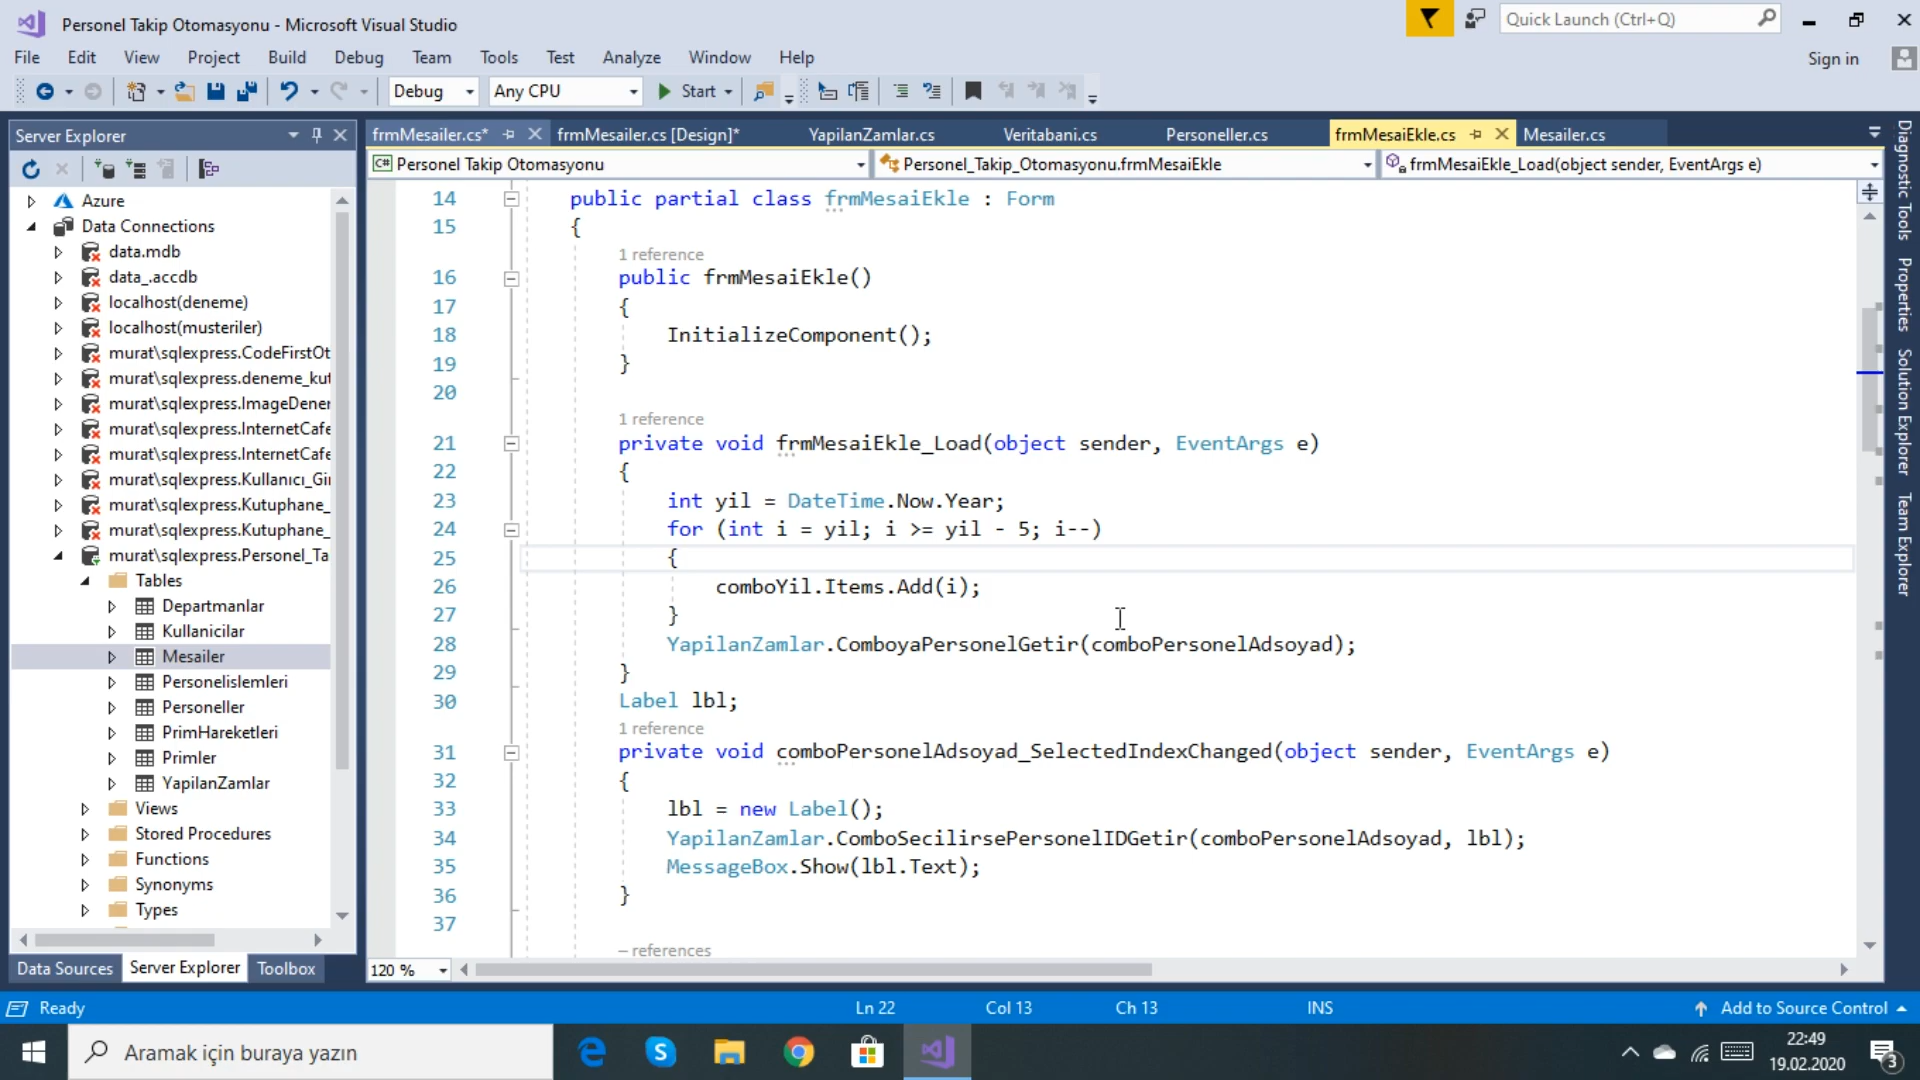 Personel Takip Otomasyonu - Microsoft Visual Studio
Quick Launch (Ctrl+Q)
File Edit View Project Build Debug Team Tools Test Analyze Window Help
Sign in
Debug Any CPU Start
Server Explorer
frmMesailer.cs* frmMesailer.cs [Design]* YapilanZamlar.cs Veritabani.cs Personeller.cs frmMesaiEkle.cs Mesailer.cs
C# Personel Takip Otomasyonu Personel_Takip_Otomasyonu.frmMesaiEkle frmMesaiEkle_Load(object sender, EventArgs e)
Azure
Data Connections
data.mdb
data_.accdb
localhost(deneme)
localhost(musteriler)
murat\sqlexpress.CodeFirstOt
murat\sqlexpress.deneme_kut
murat\sqlexpress.ImageDener
murat\sqlexpress.InternetCafe
murat\sqlexpress.InternetCafe
murat\sqlexpress.Kullanıcı_Gi
murat\sqlexpress.Kutuphane_
murat\sqlexpress.Kutuphane_
murat\sqlexpress.Personel_Ta
Tables
Departmanlar
Kullanicilar
Mesailer
Personelislemleri
Personeller
PrimHareketleri
Primler
YapilanZamlar
Views
Stored Procedures
Functions
Synonyms
Types
Data Sources Server Explorer Toolbox
14 public partial class frmMesaiEkle : Form
15 {
1 reference
16 public frmMesaiEkle()
17 {
18 InitializeComponent();
19 }
20
1 reference
21 private void frmMesaiEkle_Load(object sender, EventArgs e)
22 {
23 int yil = DateTime.Now.Year;
24 for (int i = yil; i >= yil - 5; i--)
25 {
26 comboYil.Items.Add(i);
27 }
28 YapilanZamlar.ComboyaPersonelGetir(comboPersonelAdsoyad);
29 }
30 Label lbl;
1 reference
31 private void comboPersonelAdsoyad_SelectedIndexChanged(object sender, EventArgs e)
32 {
33 lbl = new Label();
34 YapilanZamlar.ComboSecilirsePersonelIDGetir(comboPersonelAdsoyad, lbl);
35 MessageBox.Show(lbl.Text);
36 }
37
– references
120 %
Diagnostic Tools
Properties
Solution Explorer
Team Explorer
Ready Ln 22 Col 13 Ch 13 INS Add to Source Control
Aramak için buraya yazın
22:49
19.02.2020
3